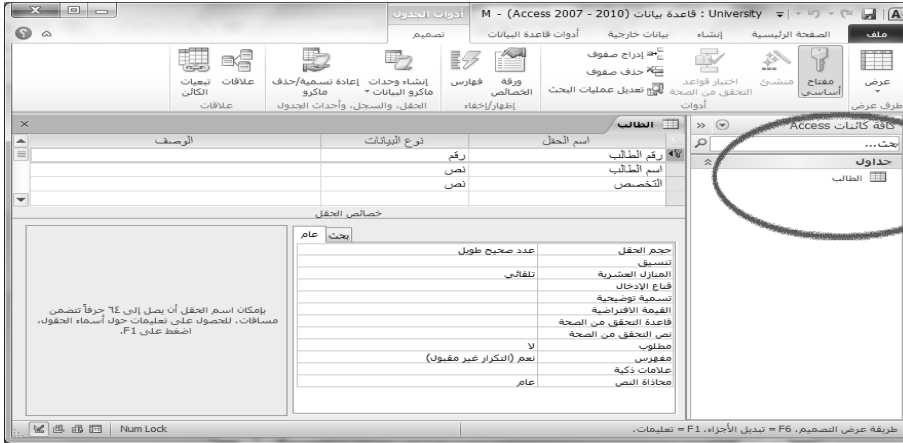 University : قاعدة بيانات (Access 2007 - 2010) - M
أدوات الجدول
ملف
الصفحة الرئيسية
إنشاء
بيانات خارجية
أدوات قاعدة البيانات
تصميم
عرض
طرق عرض
مفتاح أساسي
منشئ
اختبار قواعد التحقق من الصحة
إدراج صفوف
حذف صفوف
تعديل عمليات البحث
أدوات
ورقة الخصائص
فهارس
إظهار/إخفاء
إنشاء وحدات ماكرو البيانات
إعادة تسمية/حذف ماكرو
الحقل، والسجل، وأحداث الجدول
علاقات
تبعيات الكائن
علاقات
كافة كائنات Access
بحث...
جداول
الطالب
الطالب
اسم الحقل
نوع البيانات
الوصف
رقم الطالب
رقم
اسم الطالب
نص
التخصص
نص
خصائص الحقل
عام
بحث
حجم الحقل
عدد صحيح طويل
تنسيق
المنازل العشرية
تلقائي
قناع الإدخال
تسمية توضيحية
القيمة الافتراضية
قاعدة التحقق من الصحة
نص التحقق من الصحة
مطلوب
لا
مفهرس
نعم (التكرار غير مقبول)
علامات ذكية
محاذاة النص
عام
بإمكان اسم الحقل أن يصل إلى ٦٤ حرفاً تتضمن
مسافات. للحصول على تعليمات حول أسماء الحقول،
اضغط على F1.
طريقة عرض التصميم. F6 = تبديل الأجزاء. F1 = تعليمات.
Num Lock